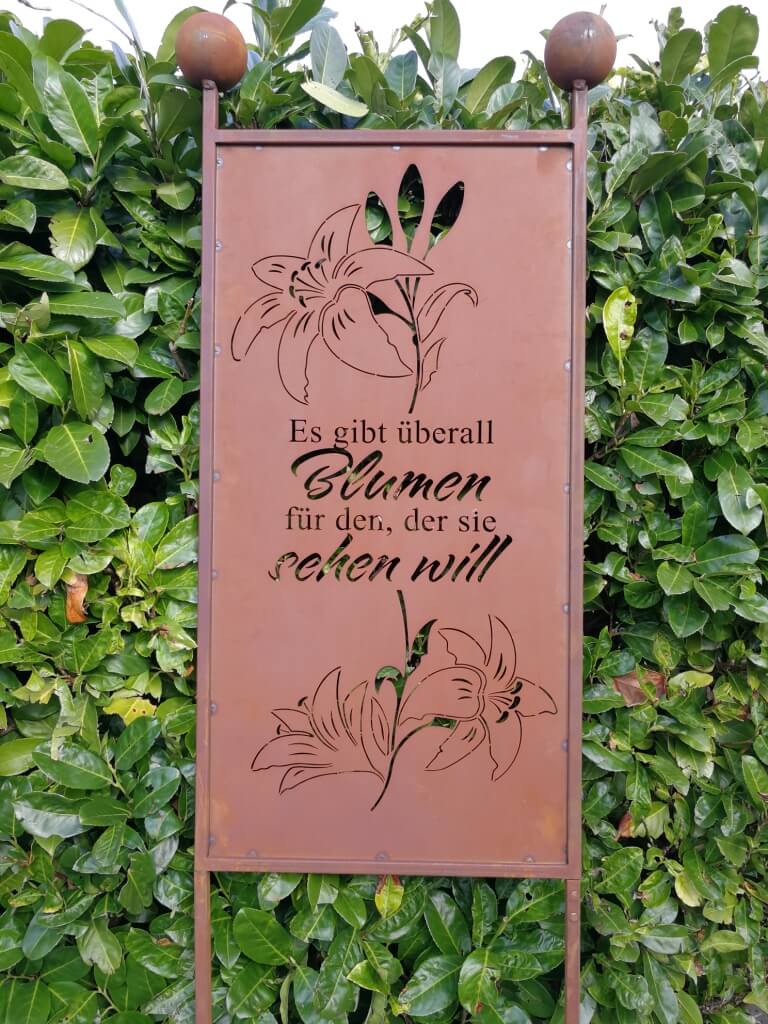 Es gibt überall
Blumen
für den, der sie
sehen will